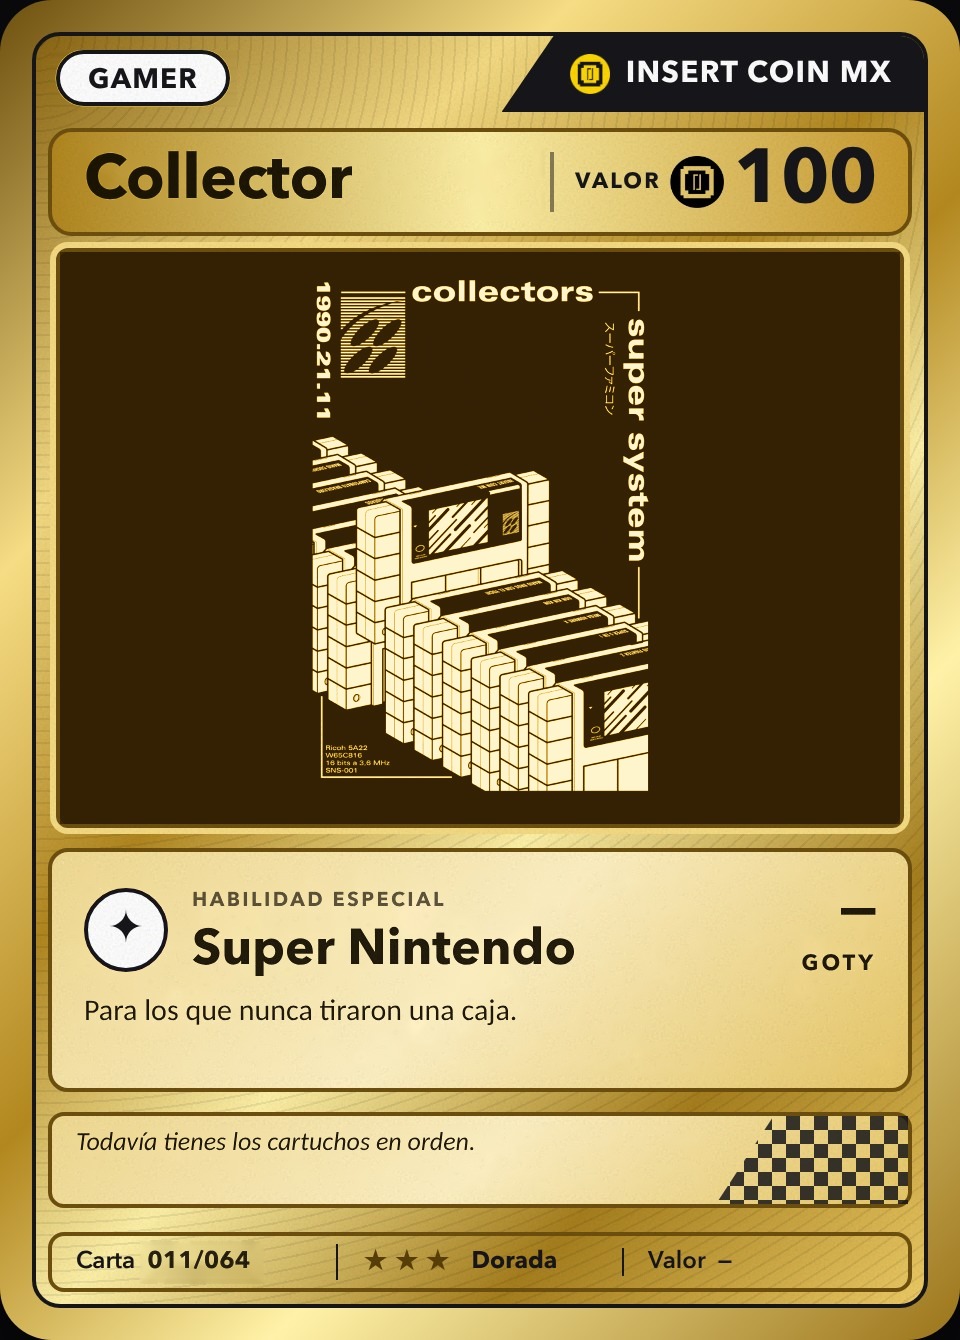 GAMER
INSERT COIN MX
Collector
VALOR 100
collectors
1990.21.11
super system
スーパーファミコン
Ricoh 5A22
W65C816
16 bits a 3,6 MHz
SNS-001
HABILIDAD ESPECIAL
Super Nintendo
–
GOTY
Para los que nunca tiraron una caja.
Todavía tienes los cartuchos en orden.
Carta 011/064
★★★ Dorada
Valor –